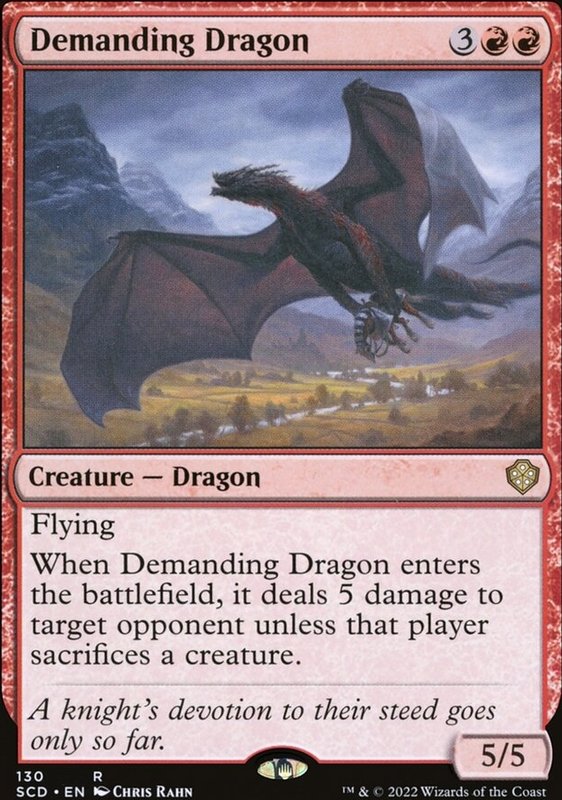 Demanding Dragon 3
Creature — Dragon
Flying
When Demanding Dragon enters
the battlefield, it deals 5 damage to
target opponent unless that player
sacrifices a creature.
A knight's devotion to their steed goes
only so far.
5/5
130 R
SCD • EN Chris Rahn
™ & © 2022 Wizards of the Coast